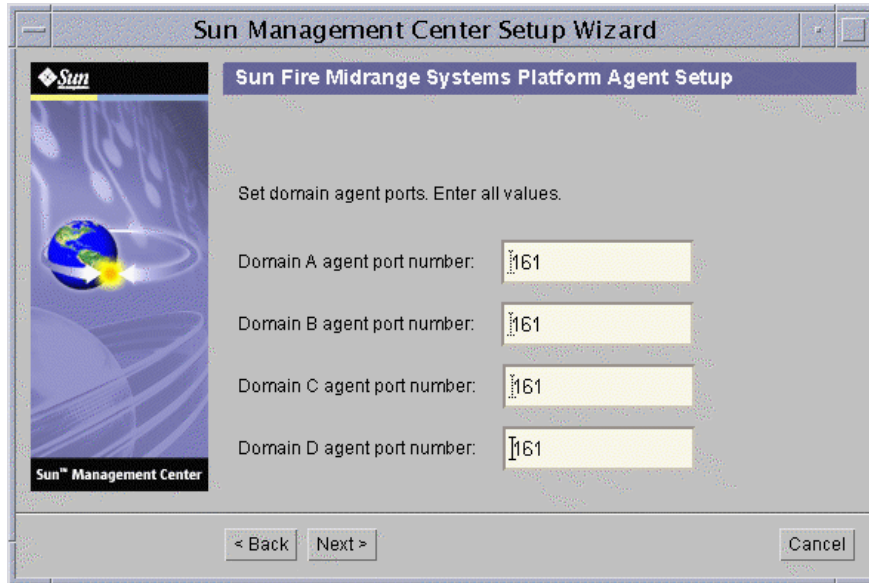 Sun Management Center Setup Wizard
Sun
Sun Fire Midrange Systems Platform Agent Setup
Set domain agent ports. Enter all values.
Domain A agent port number: 161
Domain B agent port number: 161
Domain C agent port number: 161
Domain D agent port number: 161
Sun™ Management Center
< Back Next > Cancel